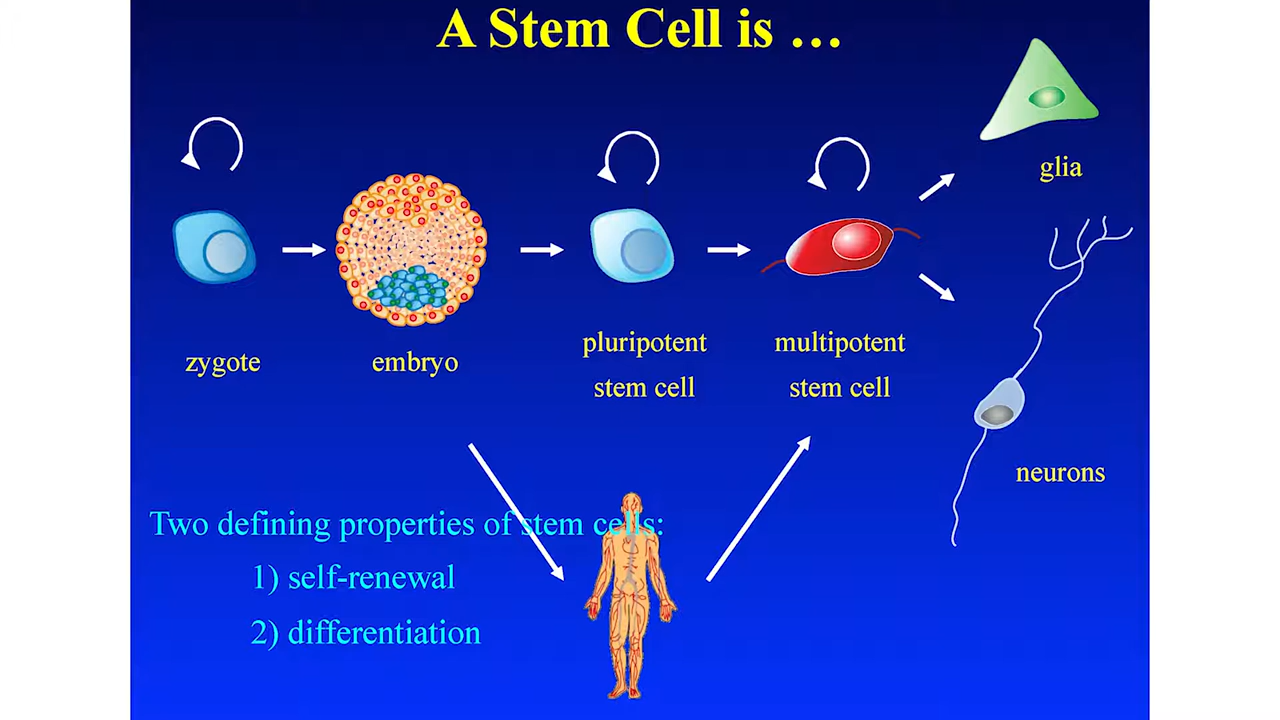 A Stem Cell is …
glia
zygote
embryo
pluripotent
stem cell
multipotent
stem cell
neurons
Two defining properties of stem cells:
1) self-renewal
2) differentiation